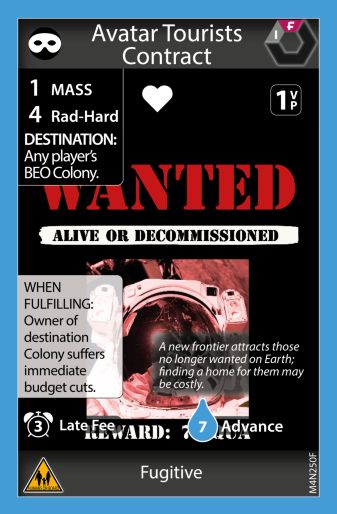 Avatar Tourists
Contract
I F
1 MASS
4 Rad-Hard
DESTINATION:
Any player's
BEO Colony.
1 VP
WANTED
ALIVE OR DECOMMISSIONED
WHEN
FULFILLING:
Owner of
destination
Colony suffers
immediate
budget cuts.
A new frontier attracts those
no longer wanted on Earth;
finding a home for them may
be costly.
3 Late Fee
7 Advance
REWARD: 7 AQUA
Fugitive
M4N250F